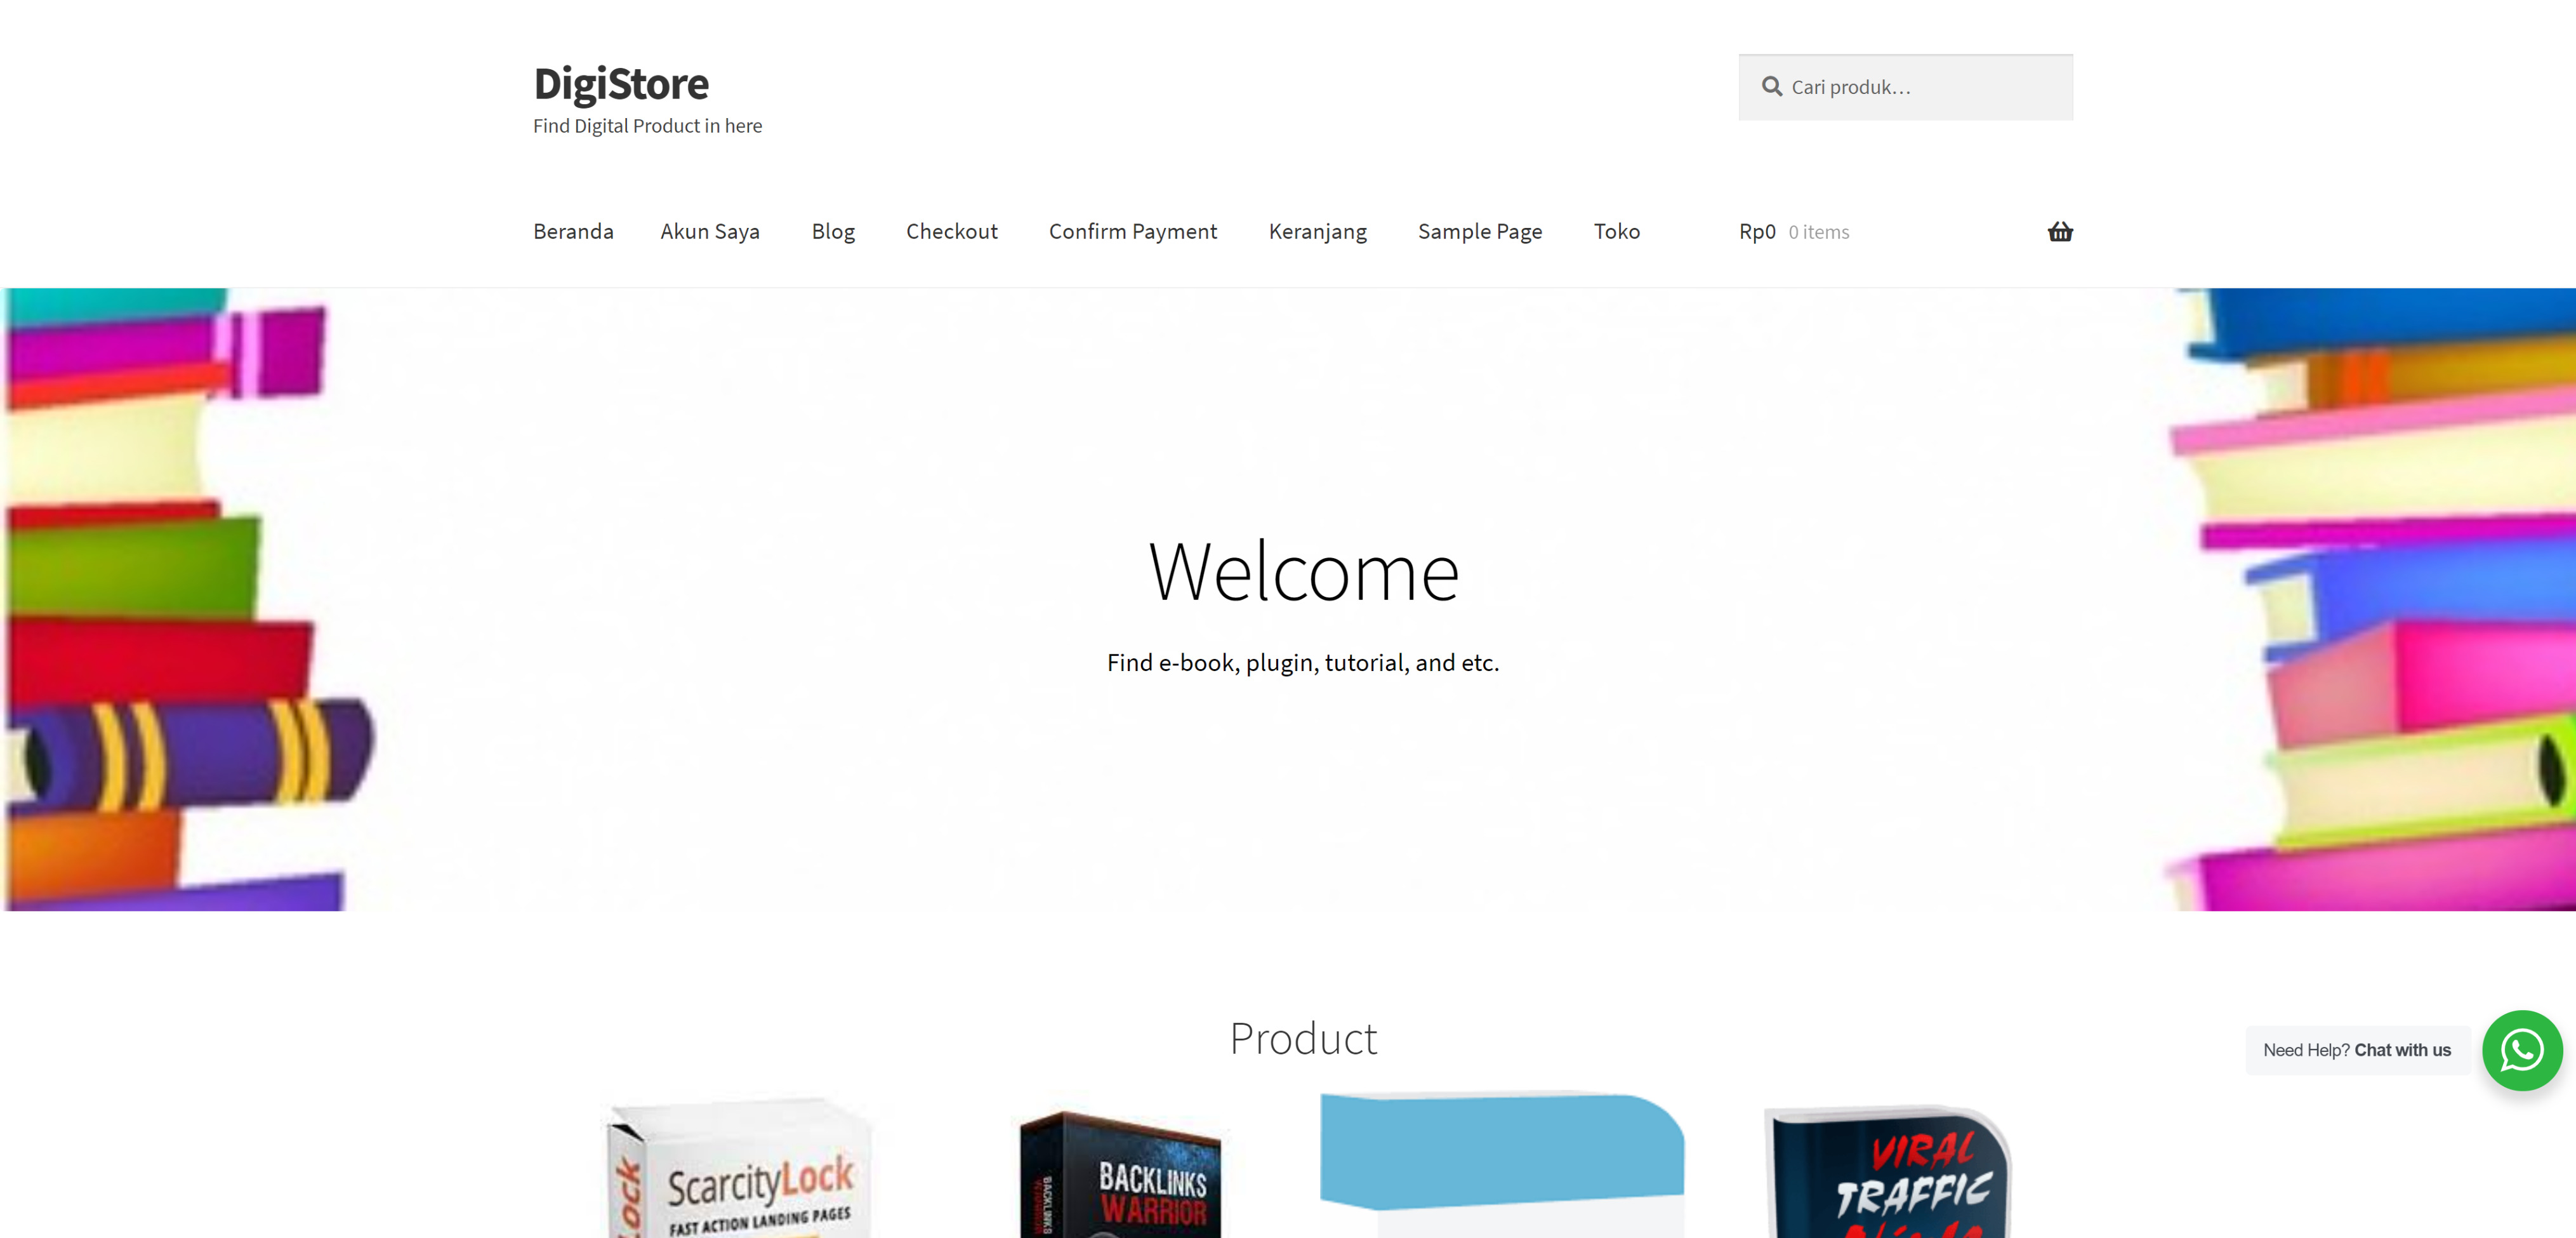 DigiStore
Find Digital Product in here
Cari produk…
Beranda Akun Saya Blog Checkout Confirm Payment Keranjang Sample Page Toko Rp0 0 items
Welcome
Find e-book, plugin, tutorial, and etc.
Product
Need Help? Chat with us
ScarcityLock
FAST ACTION LANDING PAGES
BACKLINKS
WARRIOR
BACKLINKS
VIRAL
TRAFFIC